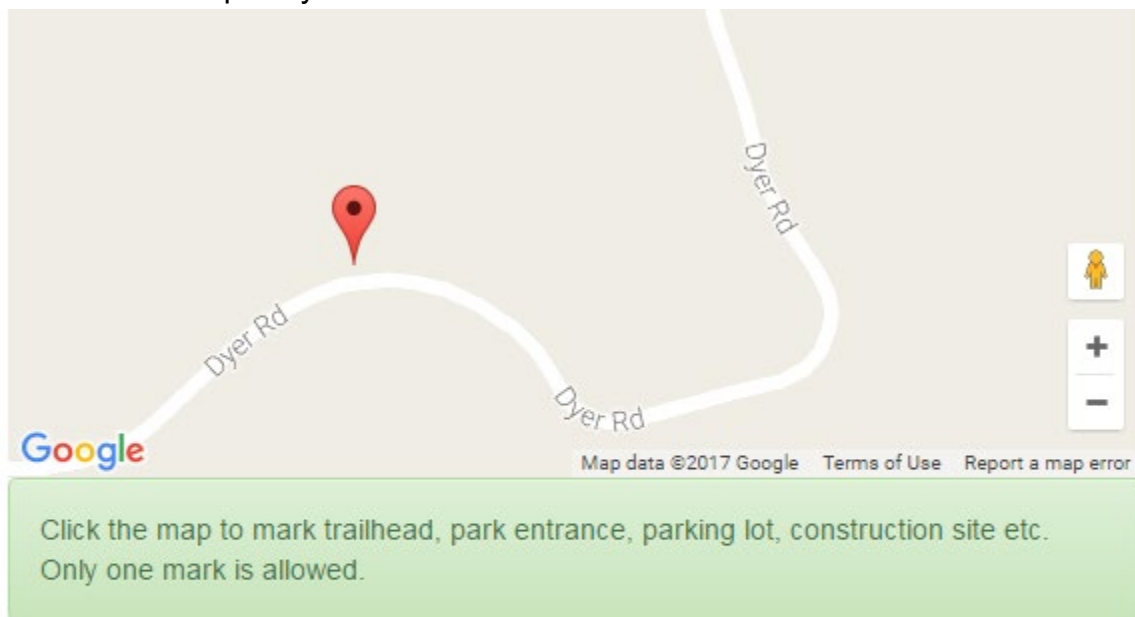 Dyer Rd
Dyer Rd
Dyer Rd
+
−
Google
Map data ©2017 Google Terms of Use Report a map error
Click the map to mark trailhead, park entrance, parking lot, construction site etc.
Only one mark is allowed.